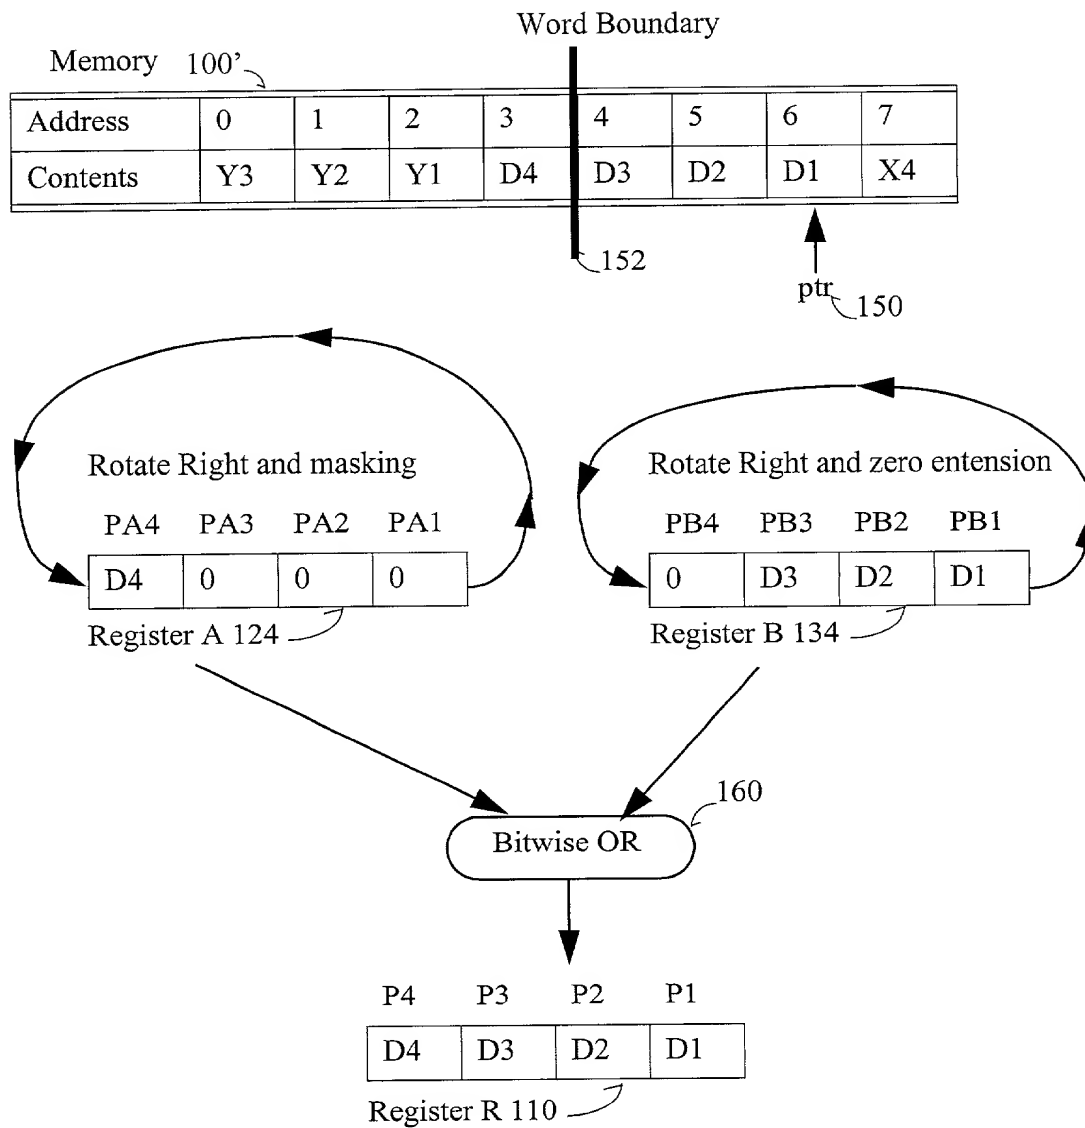 Word Boundary
Memory 100’
Address 0 1 2 3 4 5 6 7
Contents Y3 Y2 Y1 D4 D3 D2 D1 X4
152
ptr 150
Rotate Right and masking
Rotate Right and zero entension
PA4 PA3 PA2 PA1
PB4 PB3 PB2 PB1
D4 0 0 0
0 D3 D2 D1
Register A 124
Register B 134
160
Bitwise OR
P4 P3 P2 P1
D4 D3 D2 D1
Register R 110